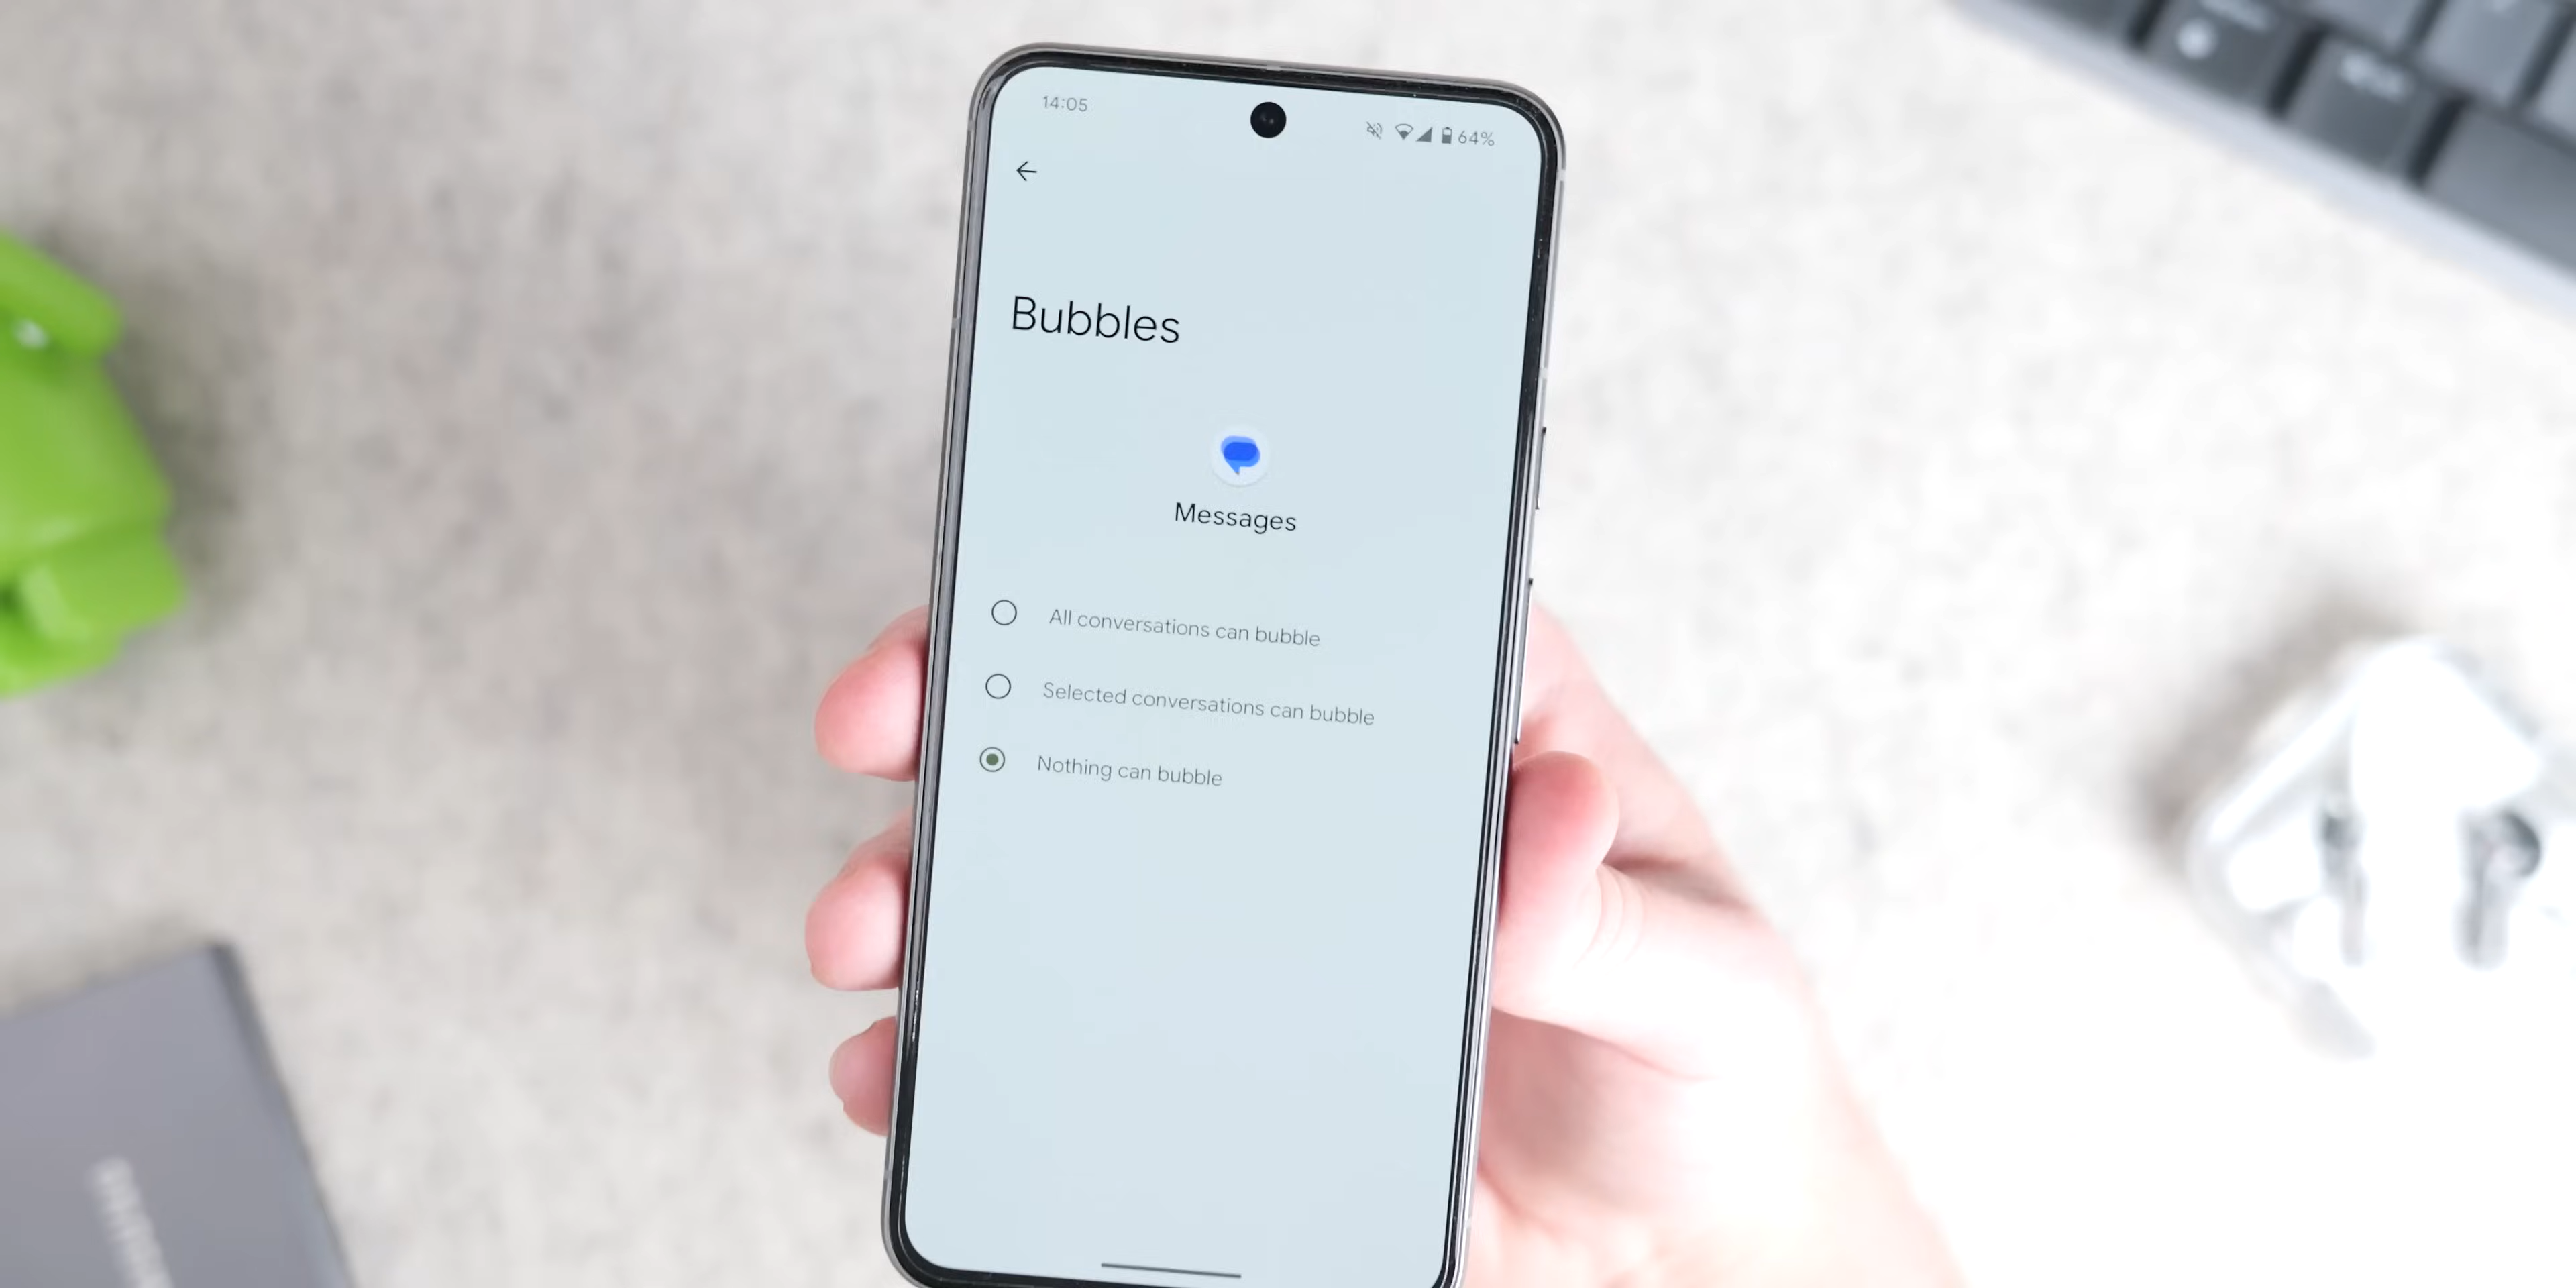 14:05
64%
Bubbles
Messages
All conversations can bubble
Selected conversations can bubble
Nothing can bubble